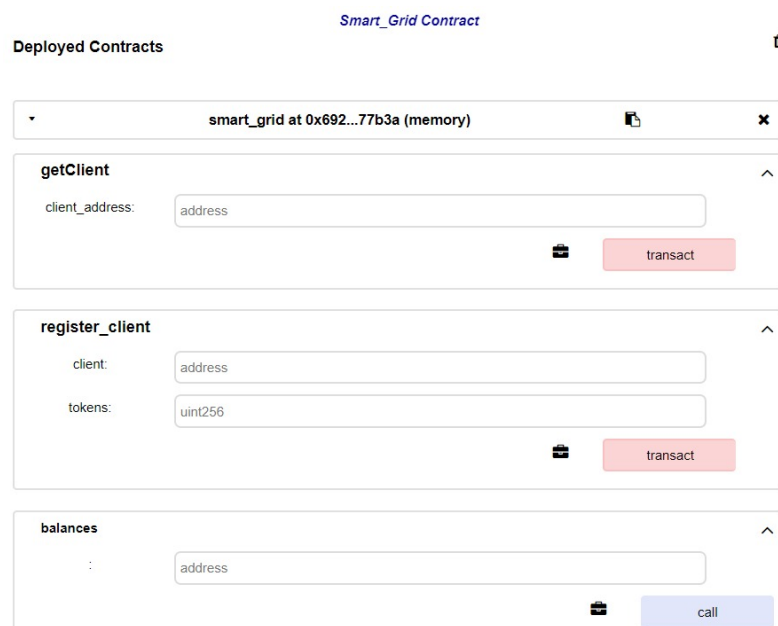 Smart_Grid Contract
Deployed Contracts
smart_grid at 0x692...77b3a (memory)
getClient
client_address: address
transact
register_client
client: address
tokens: uint256
transact
balances
: address
call